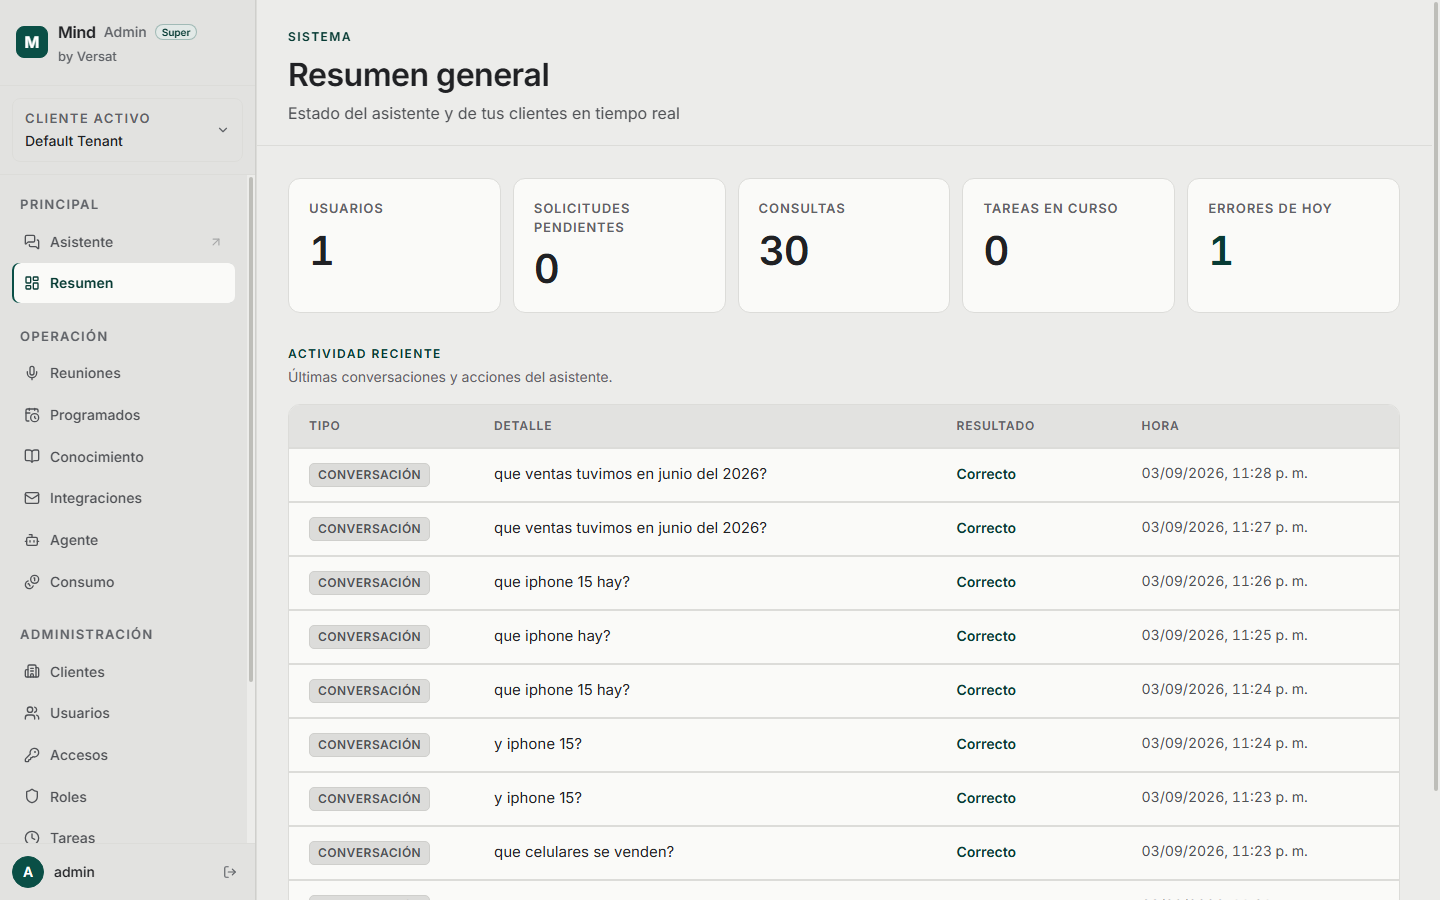 M
Mind Admin Super
by Versat
CLIENTE ACTIVO
Default Tenant
PRINCIPAL
Asistente
Resumen
OPERACIÓN
Reuniones
Programados
Conocimiento
Integraciones
Agente
Consumo
ADMINISTRACIÓN
Clientes
Usuarios
Accesos
Roles
Tareas
A admin
SISTEMA
Resumen general
Estado del asistente y de tus clientes en tiempo real
USUARIOS
1
SOLICITUDES
PENDIENTES
0
CONSULTAS
30
TAREAS EN CURSO
0
ERRORES DE HOY
1
ACTIVIDAD RECIENTE
Últimas conversaciones y acciones del asistente.
TIPO DETALLE RESULTADO HORA
CONVERSACIÓN que ventas tuvimos en junio del 2026? Correcto 03/09/2026, 11:28 p. m.
CONVERSACIÓN que ventas tuvimos en junio del 2026? Correcto 03/09/2026, 11:27 p. m.
CONVERSACIÓN que iphone 15 hay? Correcto 03/09/2026, 11:26 p. m.
CONVERSACIÓN que iphone hay? Correcto 03/09/2026, 11:25 p. m.
CONVERSACIÓN que iphone 15 hay? Correcto 03/09/2026, 11:24 p. m.
CONVERSACIÓN y iphone 15? Correcto 03/09/2026, 11:24 p. m.
CONVERSACIÓN y iphone 15? Correcto 03/09/2026, 11:23 p. m.
CONVERSACIÓN que celulares se venden? Correcto 03/09/2026, 11:23 p. m.